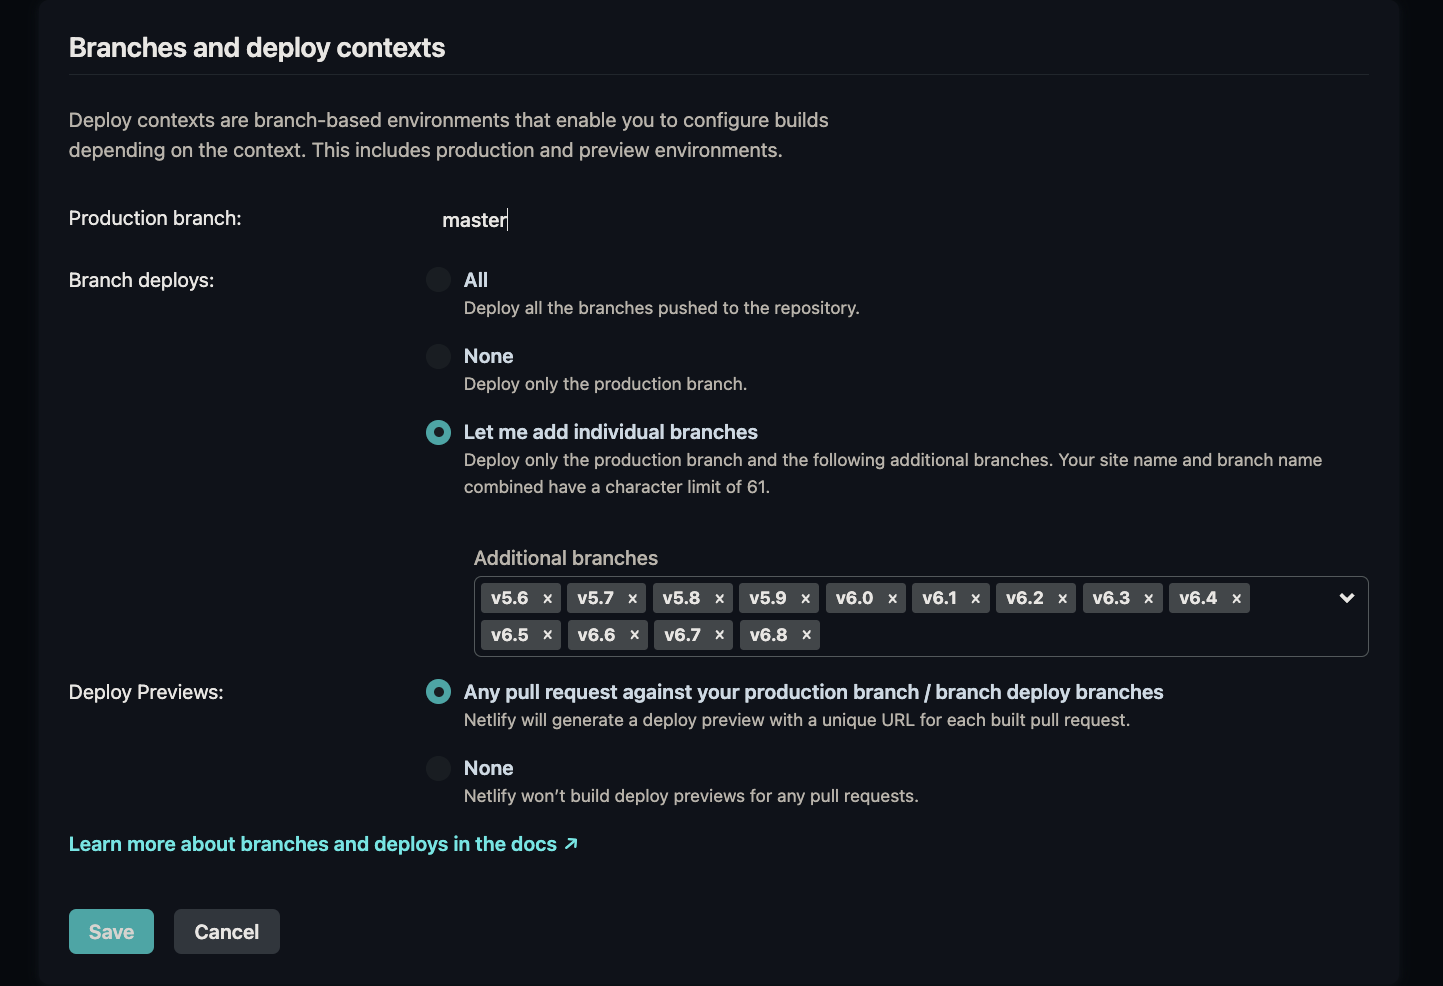 Branches and deploy contexts
Deploy contexts are branch-based environments that enable you to configure builds
depending on the context. This includes production and preview environments.
Production branch:
master
Branch deploys:
All
Deploy all the branches pushed to the repository.
None
Deploy only the production branch.
Let me add individual branches
Deploy only the production branch and the following additional branches. Your site name and branch name
combined have a character limit of 61.
Additional branches
v5.6 × v5.7 × v5.8 × v5.9 × v6.0 × v6.1 × v6.2 × v6.3 × v6.4 ×
v6.5 × v6.6 × v6.7 × v6.8 ×
Deploy Previews:
Any pull request against your production branch / branch deploy branches
Netlify will generate a deploy preview with a unique URL for each built pull request.
None
Netlify won’t build deploy previews for any pull requests.
Learn more about branches and deploys in the docs ↗
Save Cancel